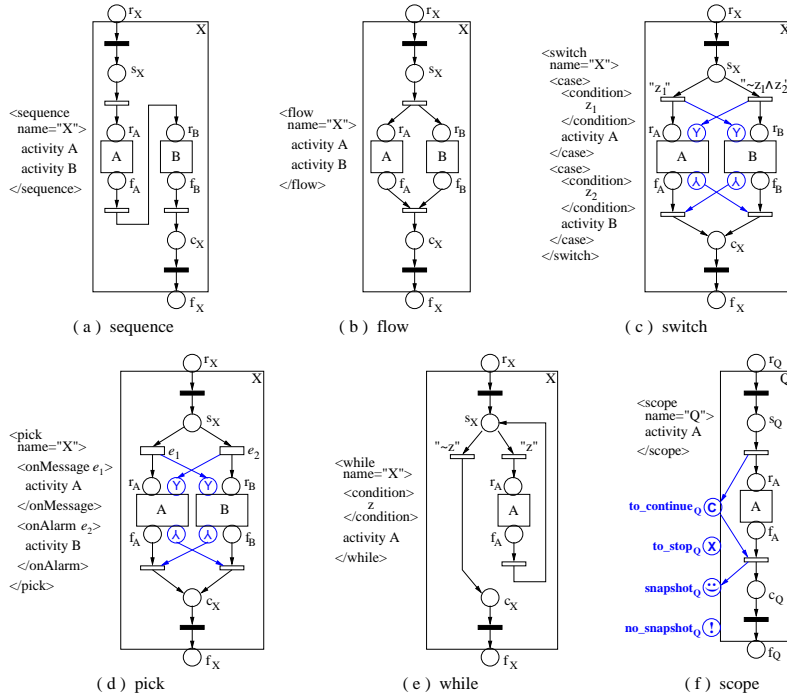 r_X
X
s_X
<sequence
name="X">
activity A
activity B
</sequence>
r_A
r_B
A
B
f_A
f_B
c_X
f_X
( a ) sequence
r_X
X
s_X
<flow
name="X">
activity A
activity B
</flow>
r_A
r_B
A
B
f_A
f_B
c_X
f_X
( b ) flow
r_X
X
<switch
name="X">
<case>
<condition>
z_1
</condition>
activity A
</case>
<case>
<condition>
z_2
</condition>
activity B
</case>
</switch>
s_X
"z_1"
"~z_1∧z_2"
r_A
Y
Y
r_B
A
B
f_A
Y
Y
f_B
c_X
f_X
( c ) switch
r_X
X
s_X
<pick
name="X">
<onMessage e_1>
activity A
</onMessage>
<onAlarm e_2>
activity B
</onAlarm>
</pick>
e_1
e_2
r_A
Y
Y
r_B
A
B
f_A
Y
Y
f_B
c_X
f_X
( d ) pick
r_X
X
s_X
"~z"
"z"
<while
name="X">
<condition>
z
</condition>
activity A
</while>
r_A
A
f_A
c_X
f_X
( e ) while
r_Q
Q
<scope
name="Q">
activity A
</scope>
s_Q
r_A
A
f_A
to_continue_Q C
to_stop_Q X
snapshot_Q
no_snapshot_Q !
c_Q
f_Q
( f ) scope